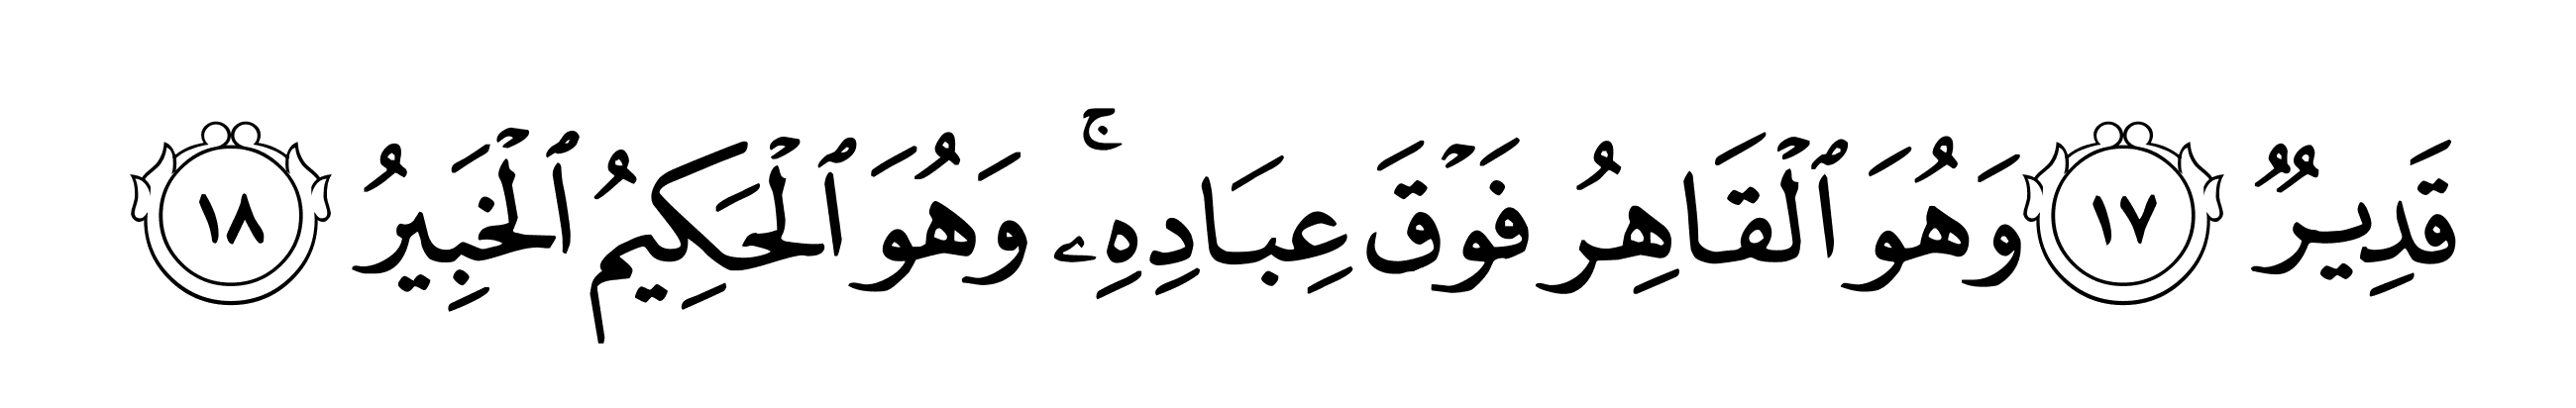 قَدِيرٌ ١٧ وَهُوَ ٱلْقَاهِرُ فَوْقَ عِبَادِهِۦ ۚ وَهُوَ ٱلْحَكِيمُ ٱلْخَبِيرُ ١٨